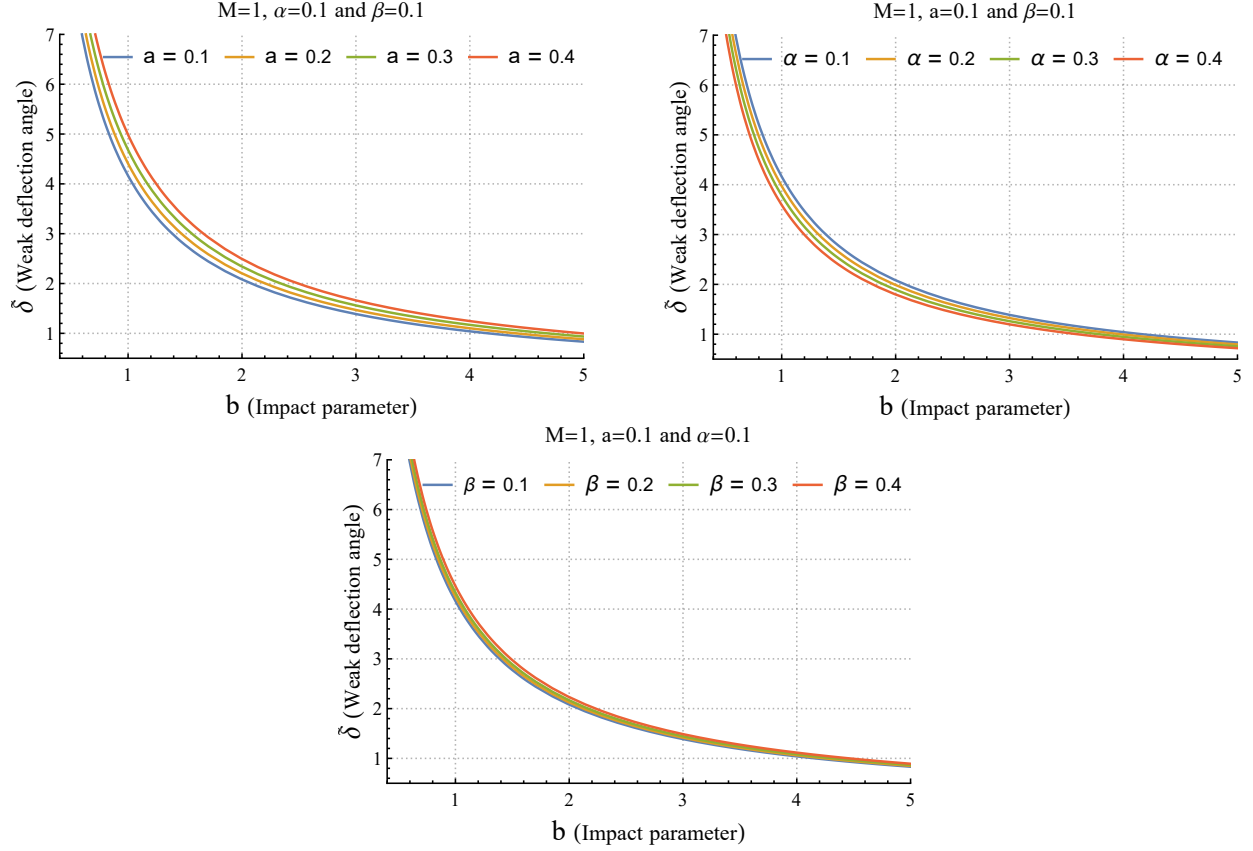 M=1, α=0.1 and β=0.1
δ̃ (Weak deflection angle)
7
6
5
4
3
2
1
a = 0.1 a = 0.2 a = 0.3 a = 0.4
1 2 3 4 5
b (Impact parameter)
M=1, a=0.1 and β=0.1
δ̃ (Weak deflection angle)
7
6
5
4
3
2
1
α = 0.1 α = 0.2 α = 0.3 α = 0.4
1 2 3 4 5
b (Impact parameter)
M=1, a=0.1 and α=0.1
δ̃ (Weak deflection angle)
7
6
5
4
3
2
1
β = 0.1 β = 0.2 β = 0.3 β = 0.4
1 2 3 4 5
b (Impact parameter)